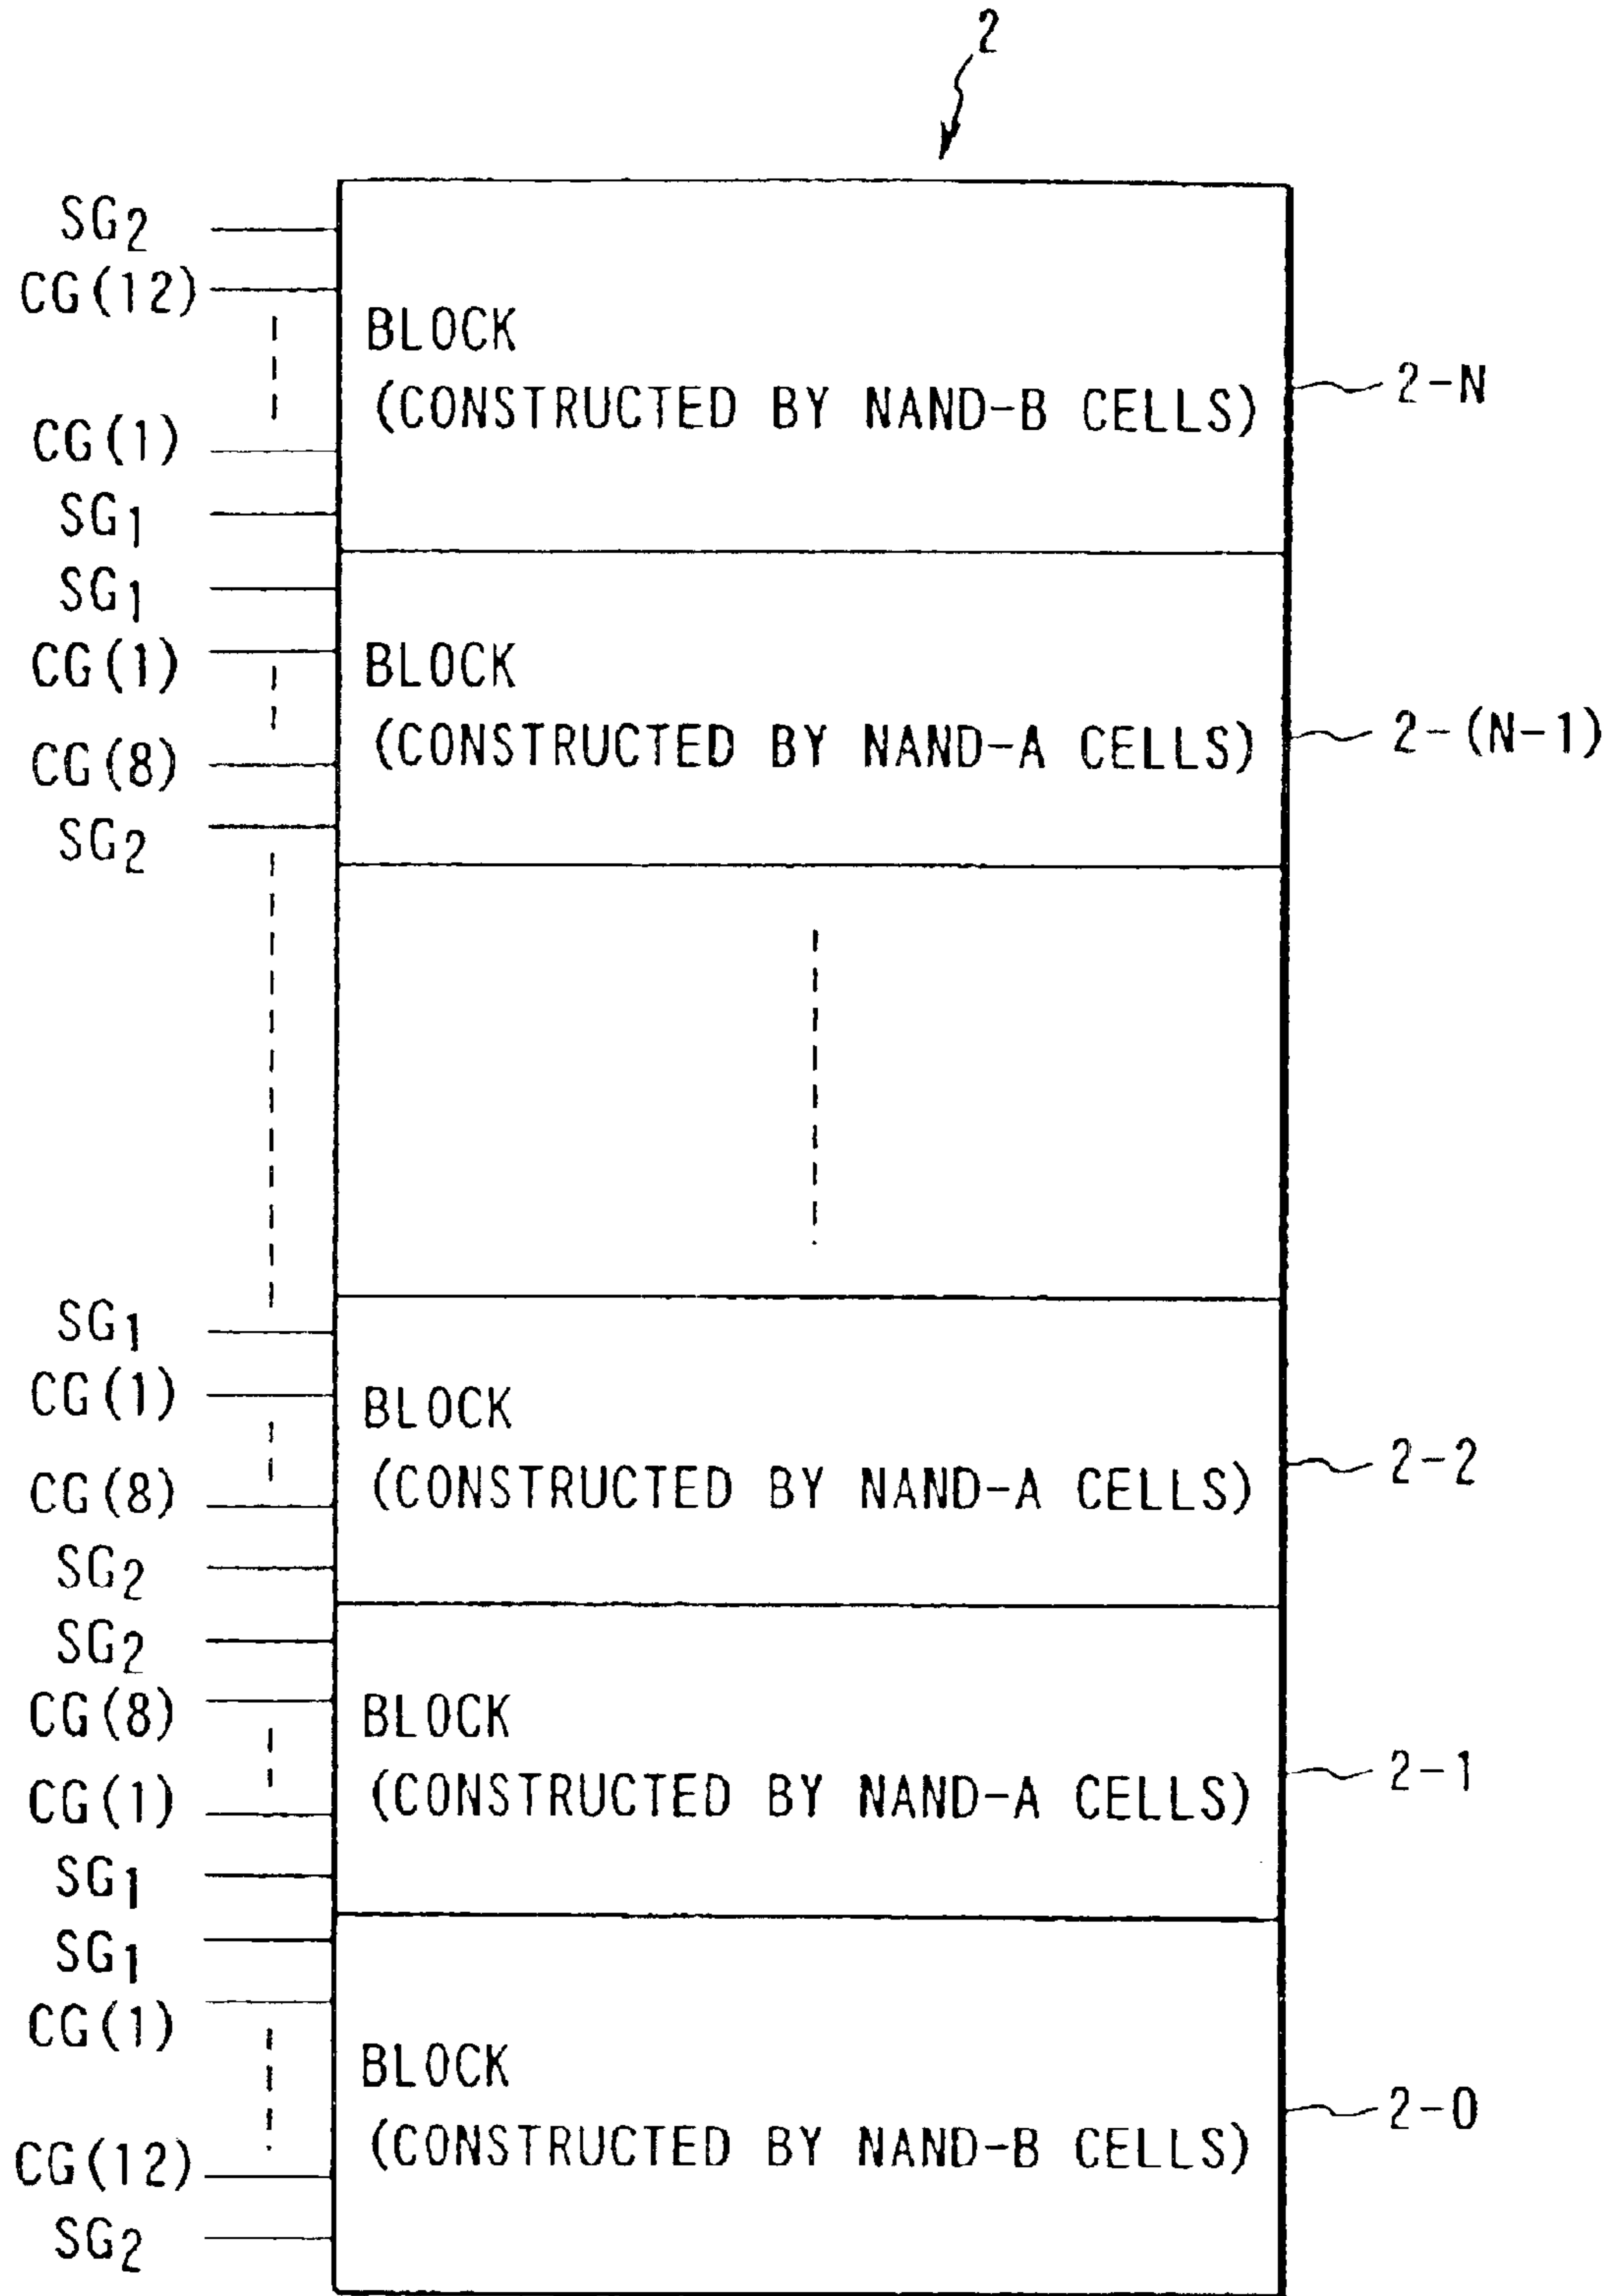 2
SG2
CG(12)
BLOCK
(CONSTRUCTED BY NAND-B CELLS)
2-N
CG(1)
SG1
SG1
CG(1)
BLOCK
(CONSTRUCTED BY NAND-A CELLS)
2-(N-1)
CG(8)
SG2
SG1
CG(1)
BLOCK
(CONSTRUCTED BY NAND-A CELLS)
2-2
CG(8)
SG2
SG2
CG(8)
BLOCK
(CONSTRUCTED BY NAND-A CELLS)
2-1
CG(1)
SG1
SG1
CG(1)
BLOCK
(CONSTRUCTED BY NAND-B CELLS)
2-0
CG(12)
SG2